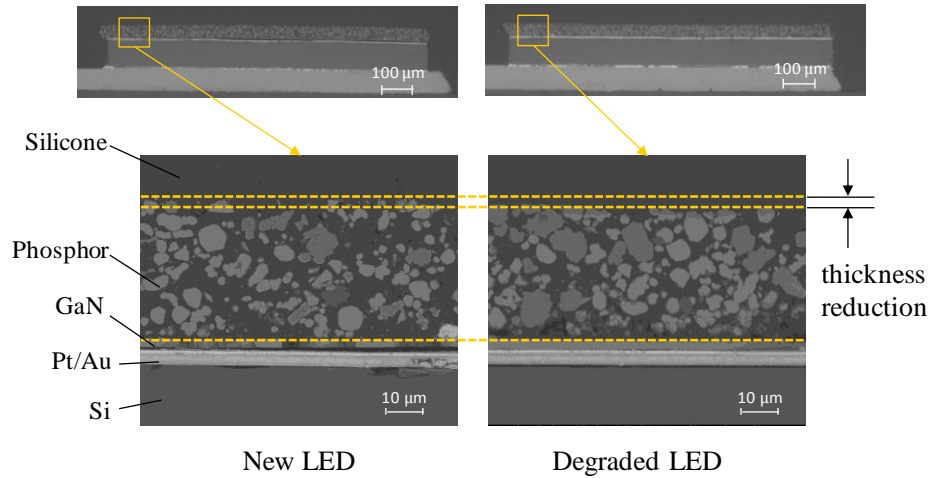 100 µm
100 µm
Silicone
Phosphor
GaN
Pt/Au
Si
10 µm
10 µm
thickness
reduction
New LED
Degraded LED